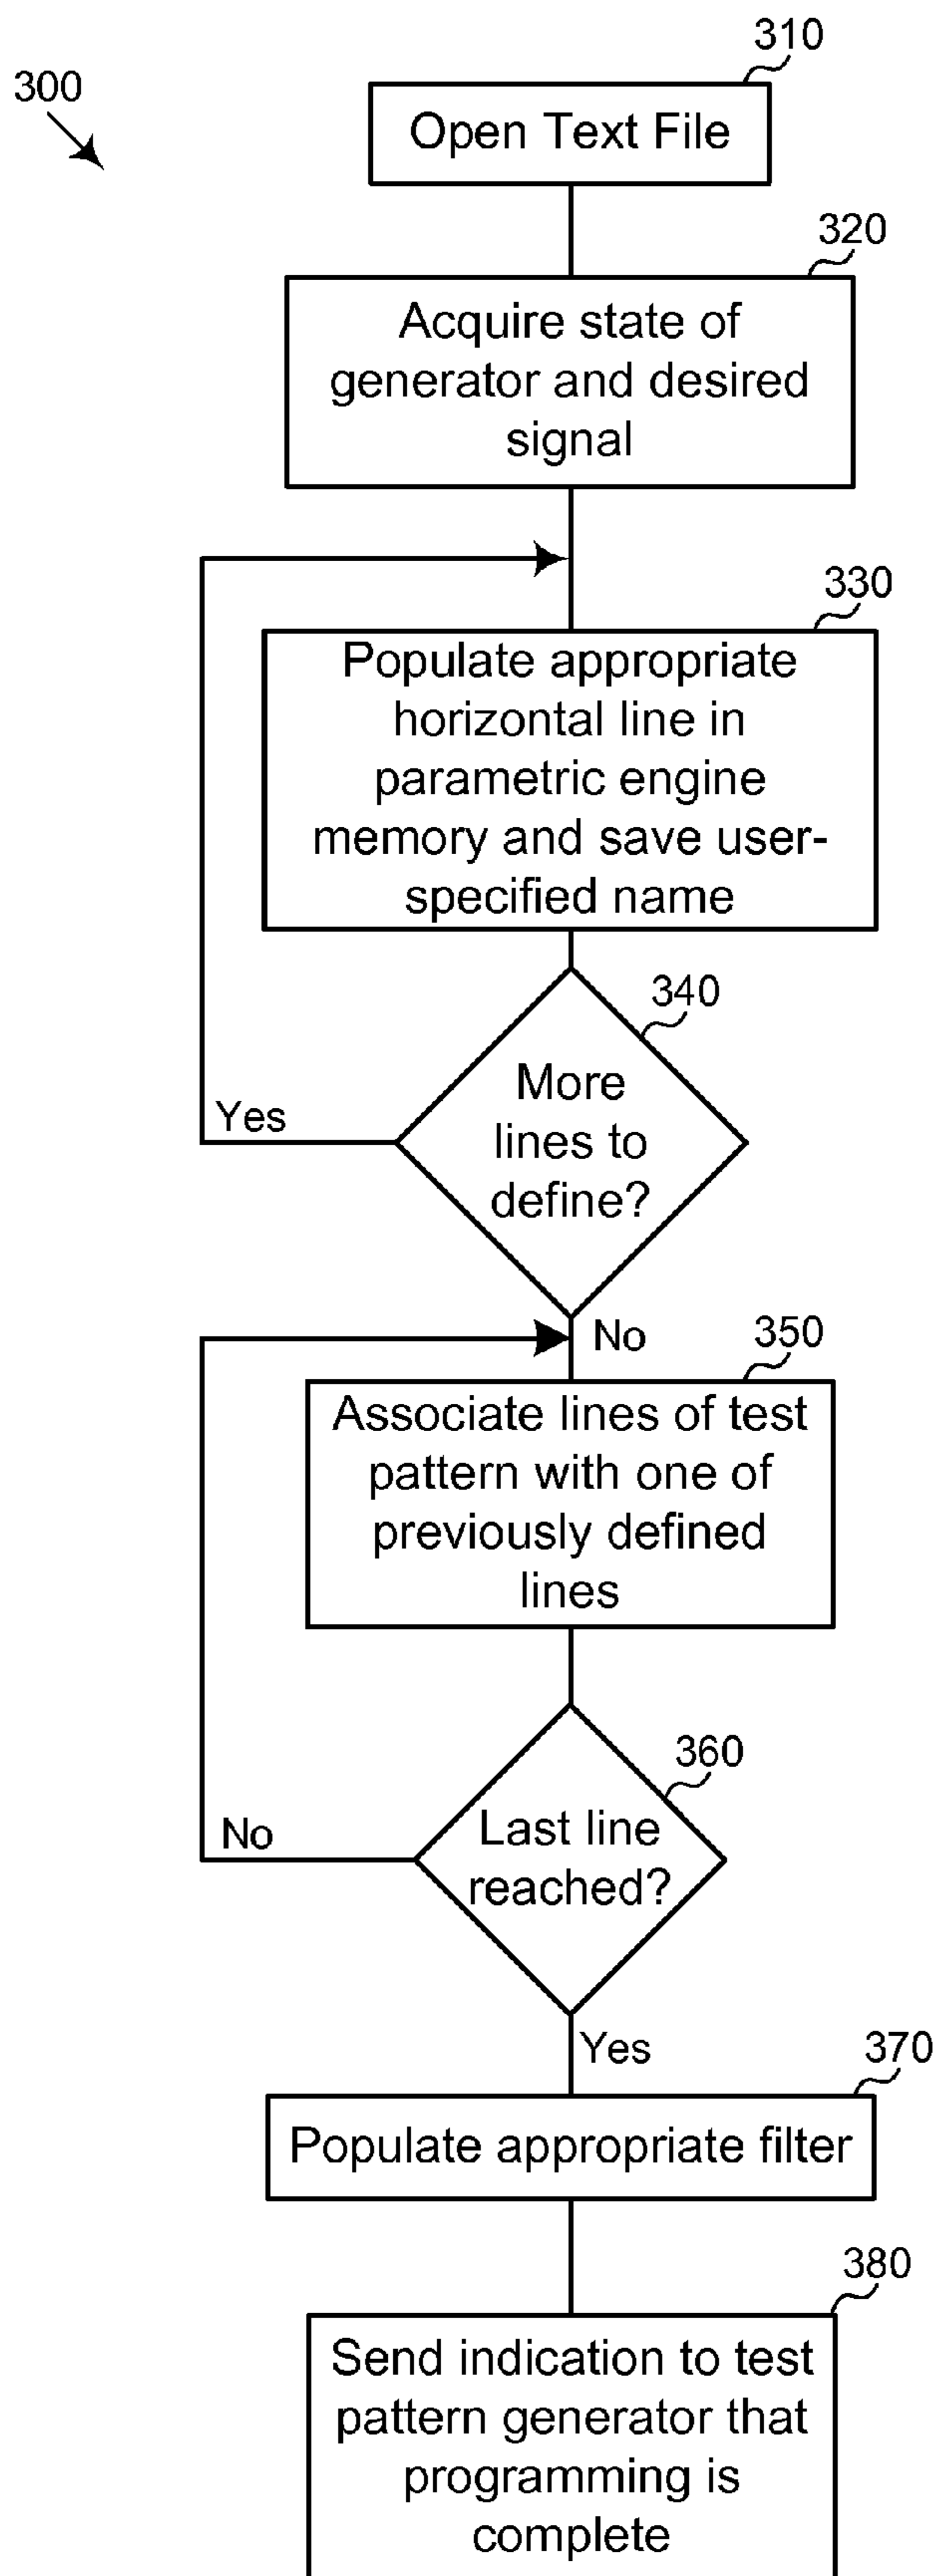 310
300
Open Text File
320
Acquire state of
generator and desired
signal
330
Populate appropriate
horizontal line in
parametric engine
memory and save user-
specified name
340
More
lines to
define?
Yes
No
350
Associate lines of test
pattern with one of
previously defined
lines
360
Last line
reached?
No
Yes
370
Populate appropriate filter
380
Send indication to test
pattern generator that
programming is
complete